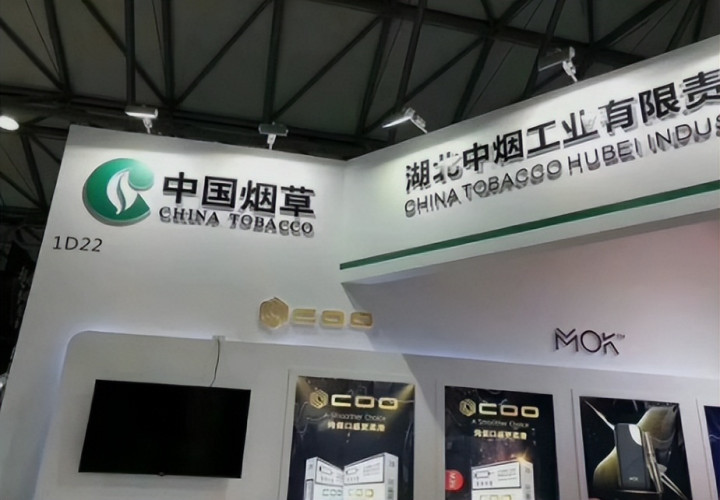 中国烟草
CHINA TOBACCO
1D22
湖北中烟工业有限责
CHINA TOBACCO HUBEI INDUS
COO
MOK
COO
A Smoother Choice
COO
A Smoother Choice